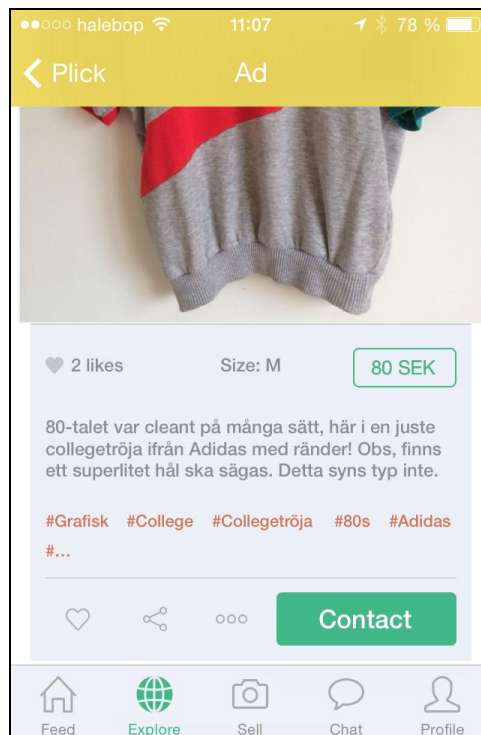 halebop 11:07 78 %
Plick Ad
2 likes Size: M 80 SEK
80-talet var cleant på många sätt, här i en juste
collegetröja ifrån Adidas med ränder! Obs, finns
ett superlitet hål ska sägas. Detta syns typ inte.
#Grafisk #College #Collegetröja #80s #Adidas
#...
Contact
Feed Explore Sell Chat Profile